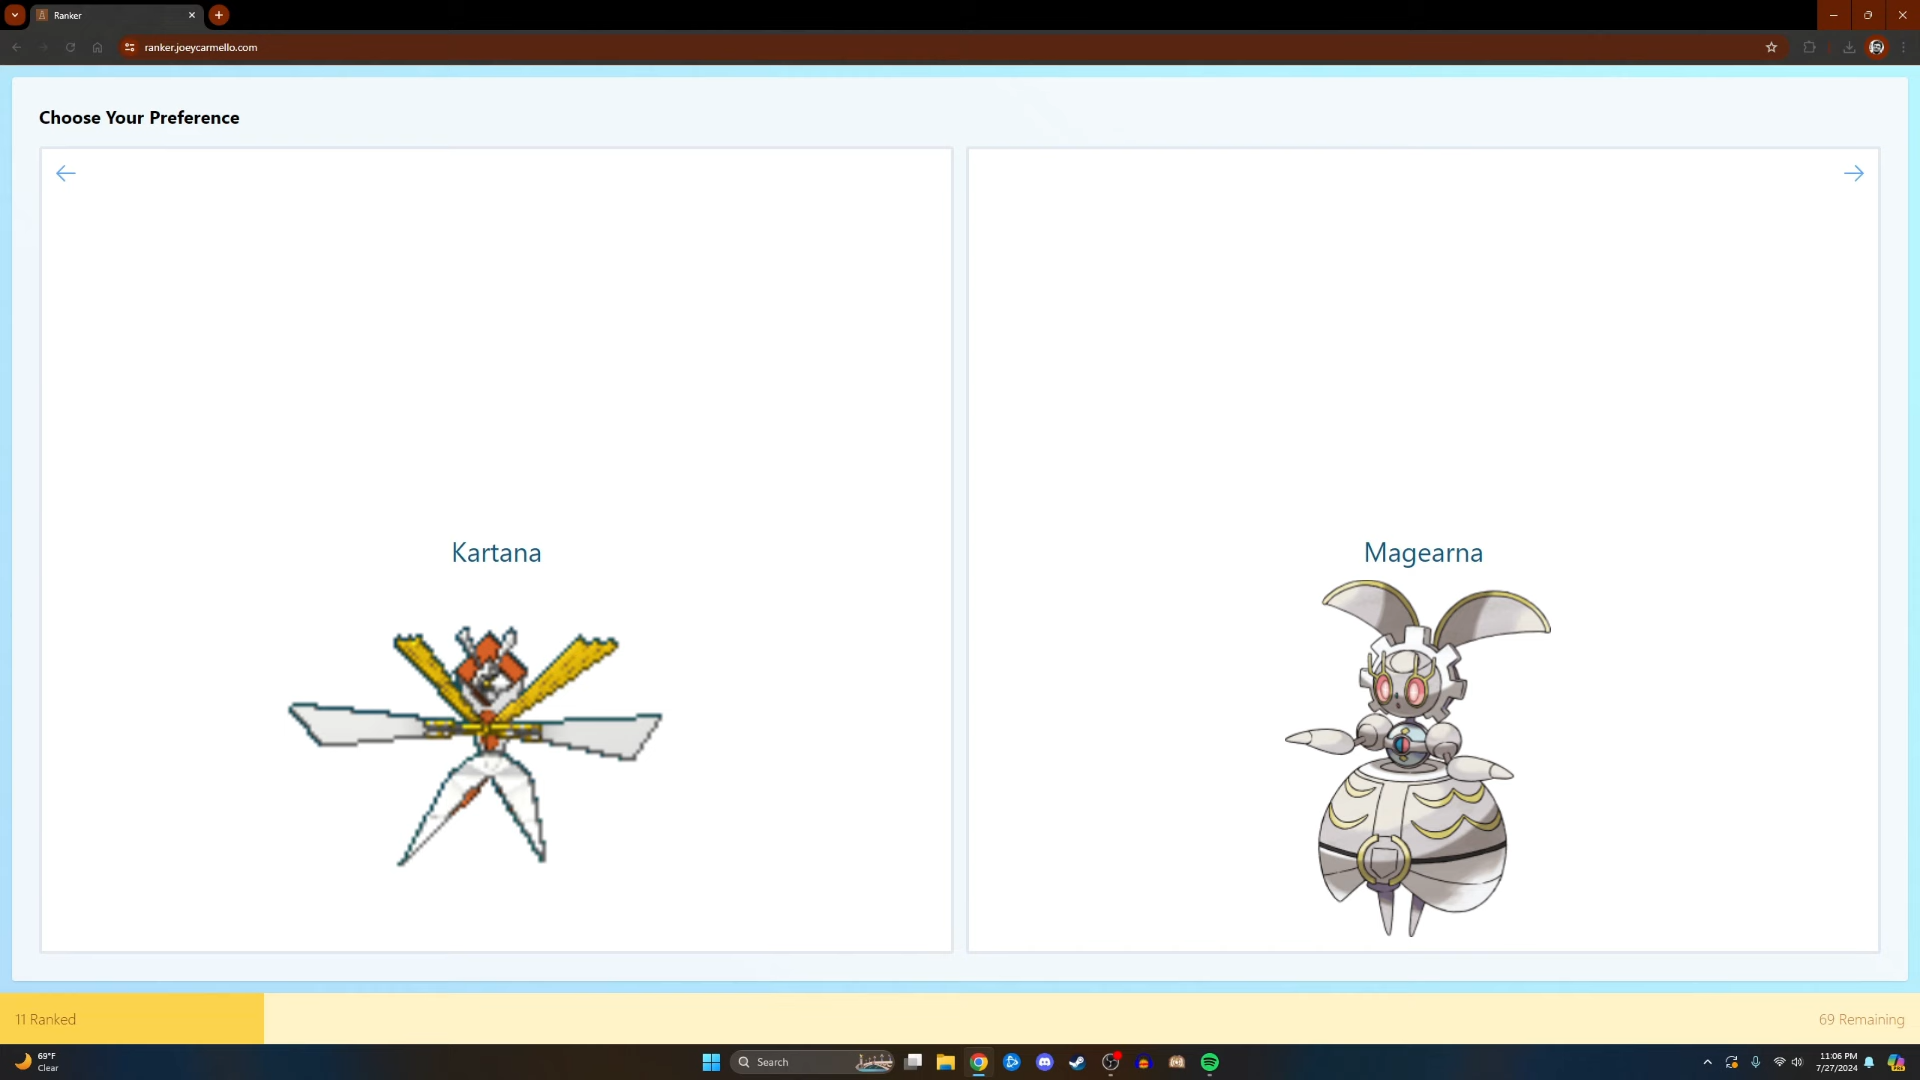 Ranker
ranker.joeycarmello.com
Choose Your Preference
Kartana
Magearna
11 Ranked
69 Remaining
69°F
Clear
Search
11:06 PM
7/27/2024